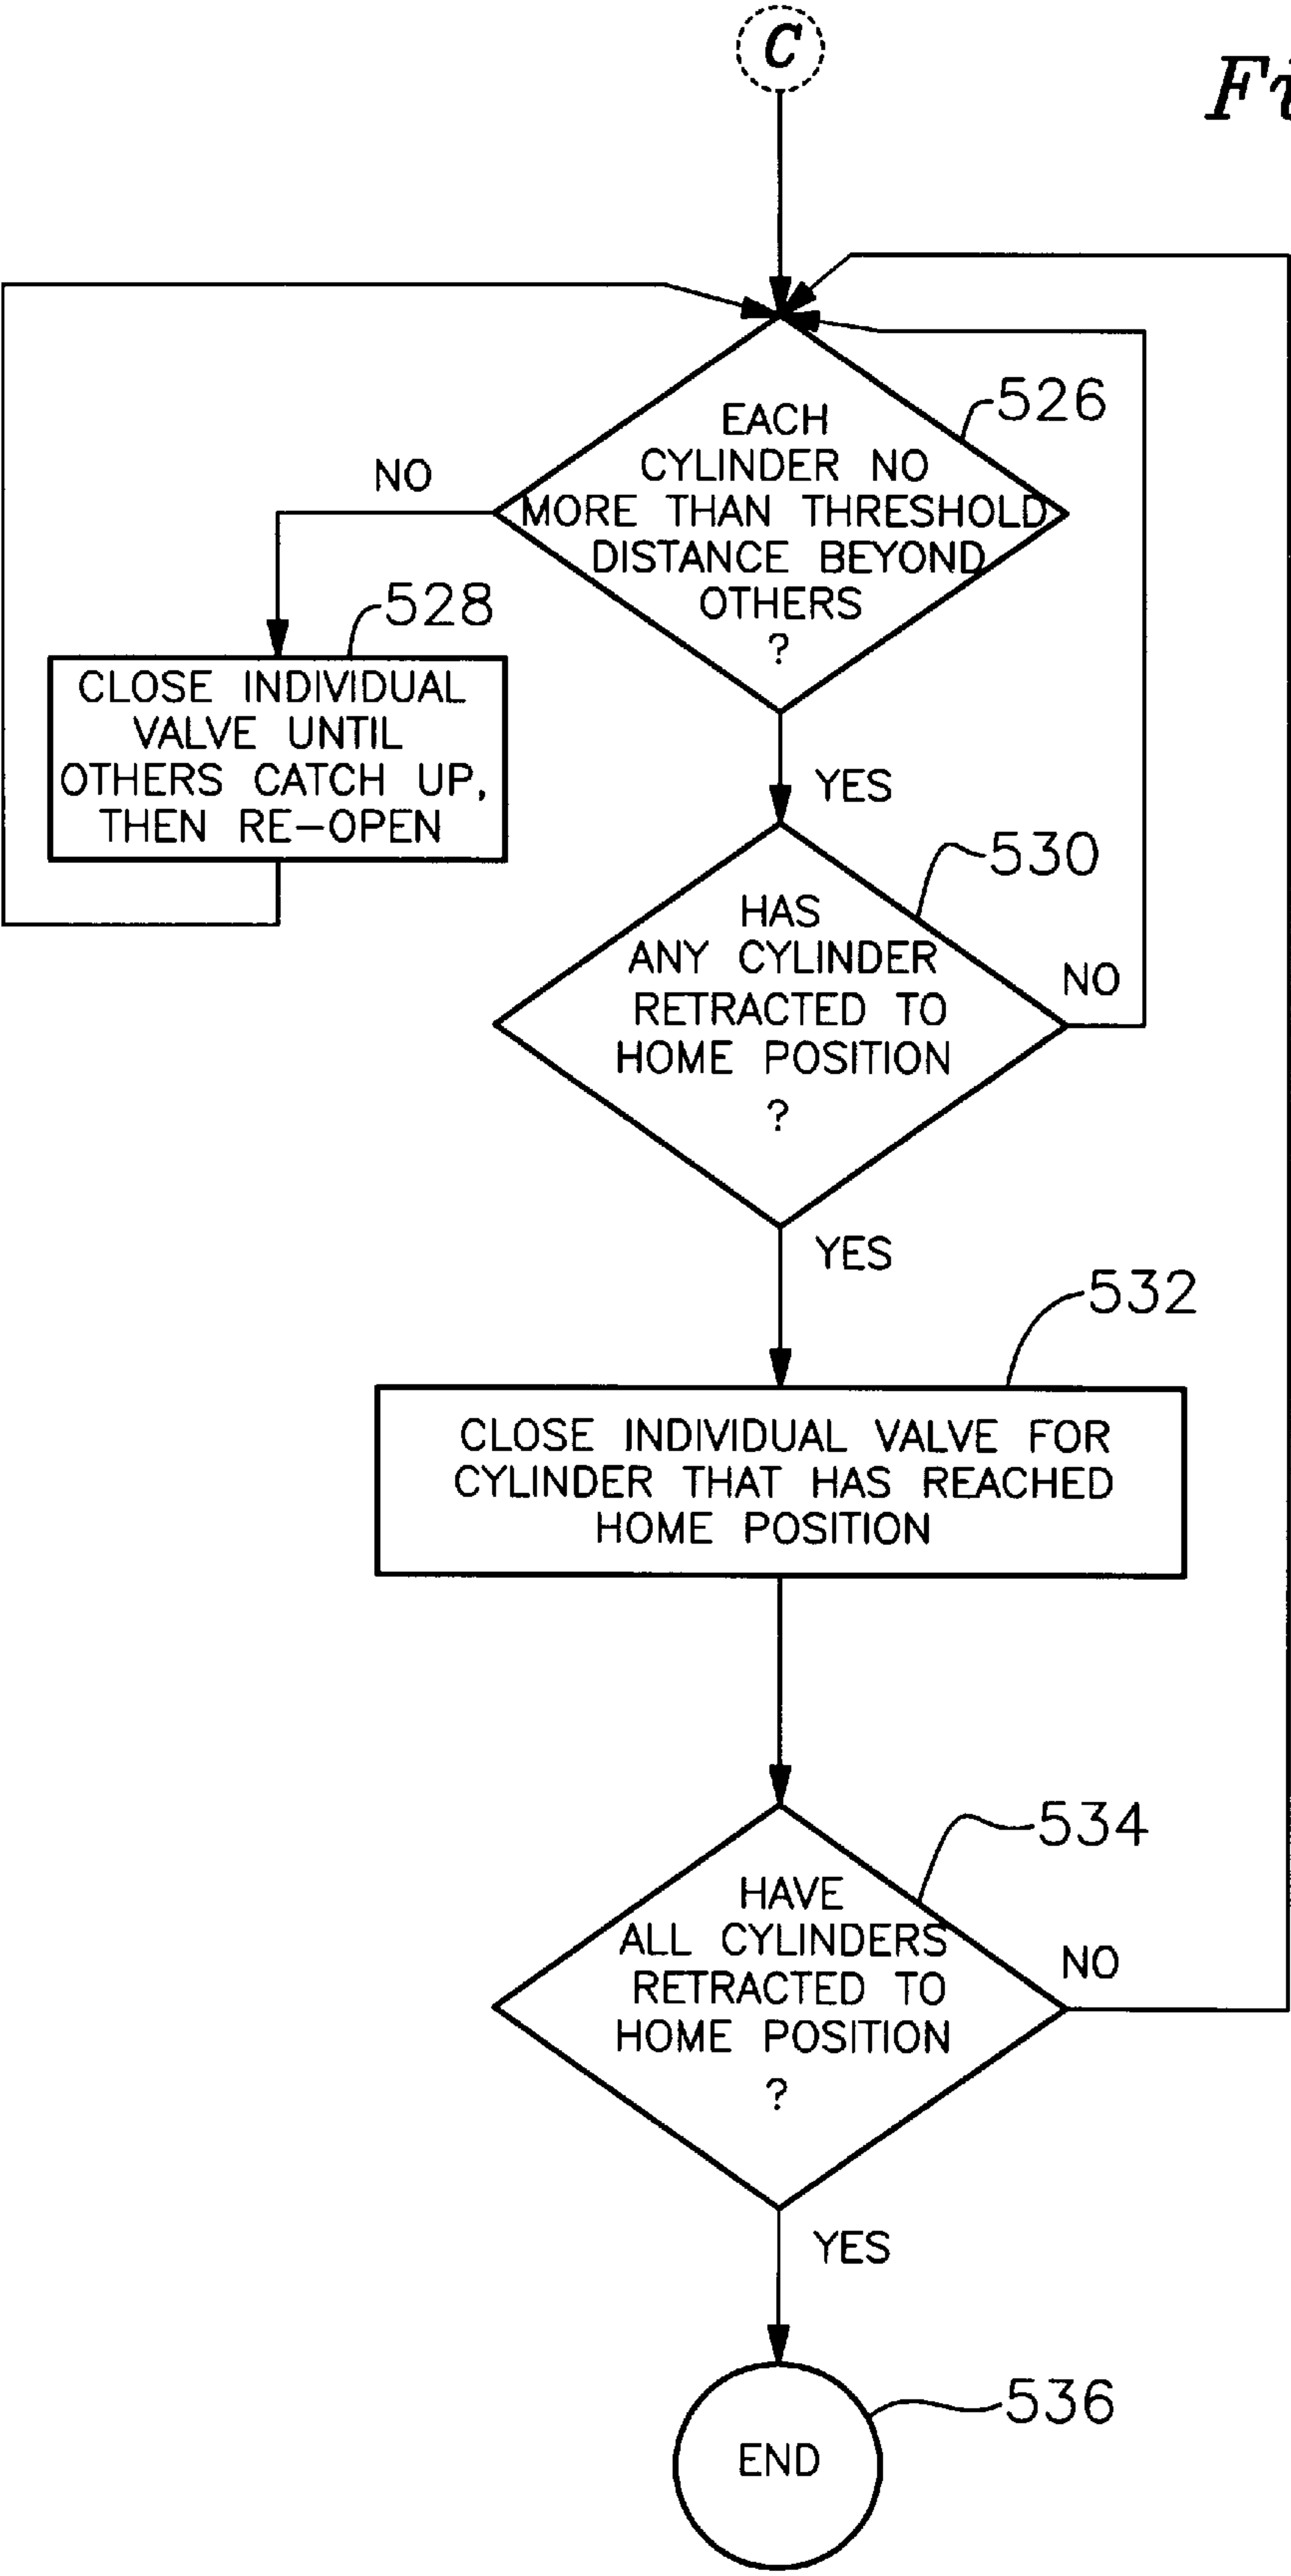 C
EACH
CYLINDER NO
MORE THAN THRESHOLD
DISTANCE BEYOND
OTHERS
?
526
NO
528
CLOSE INDIVIDUAL
VALVE UNTIL
OTHERS CATCH UP,
THEN RE-OPEN
YES
530
HAS
ANY CYLINDER
RETRACTED TO
HOME POSITION
?
NO
YES
532
CLOSE INDIVIDUAL VALVE FOR
CYLINDER THAT HAS REACHED
HOME POSITION
534
HAVE
ALL CYLINDERS
RETRACTED TO
HOME POSITION
?
NO
YES
536
END